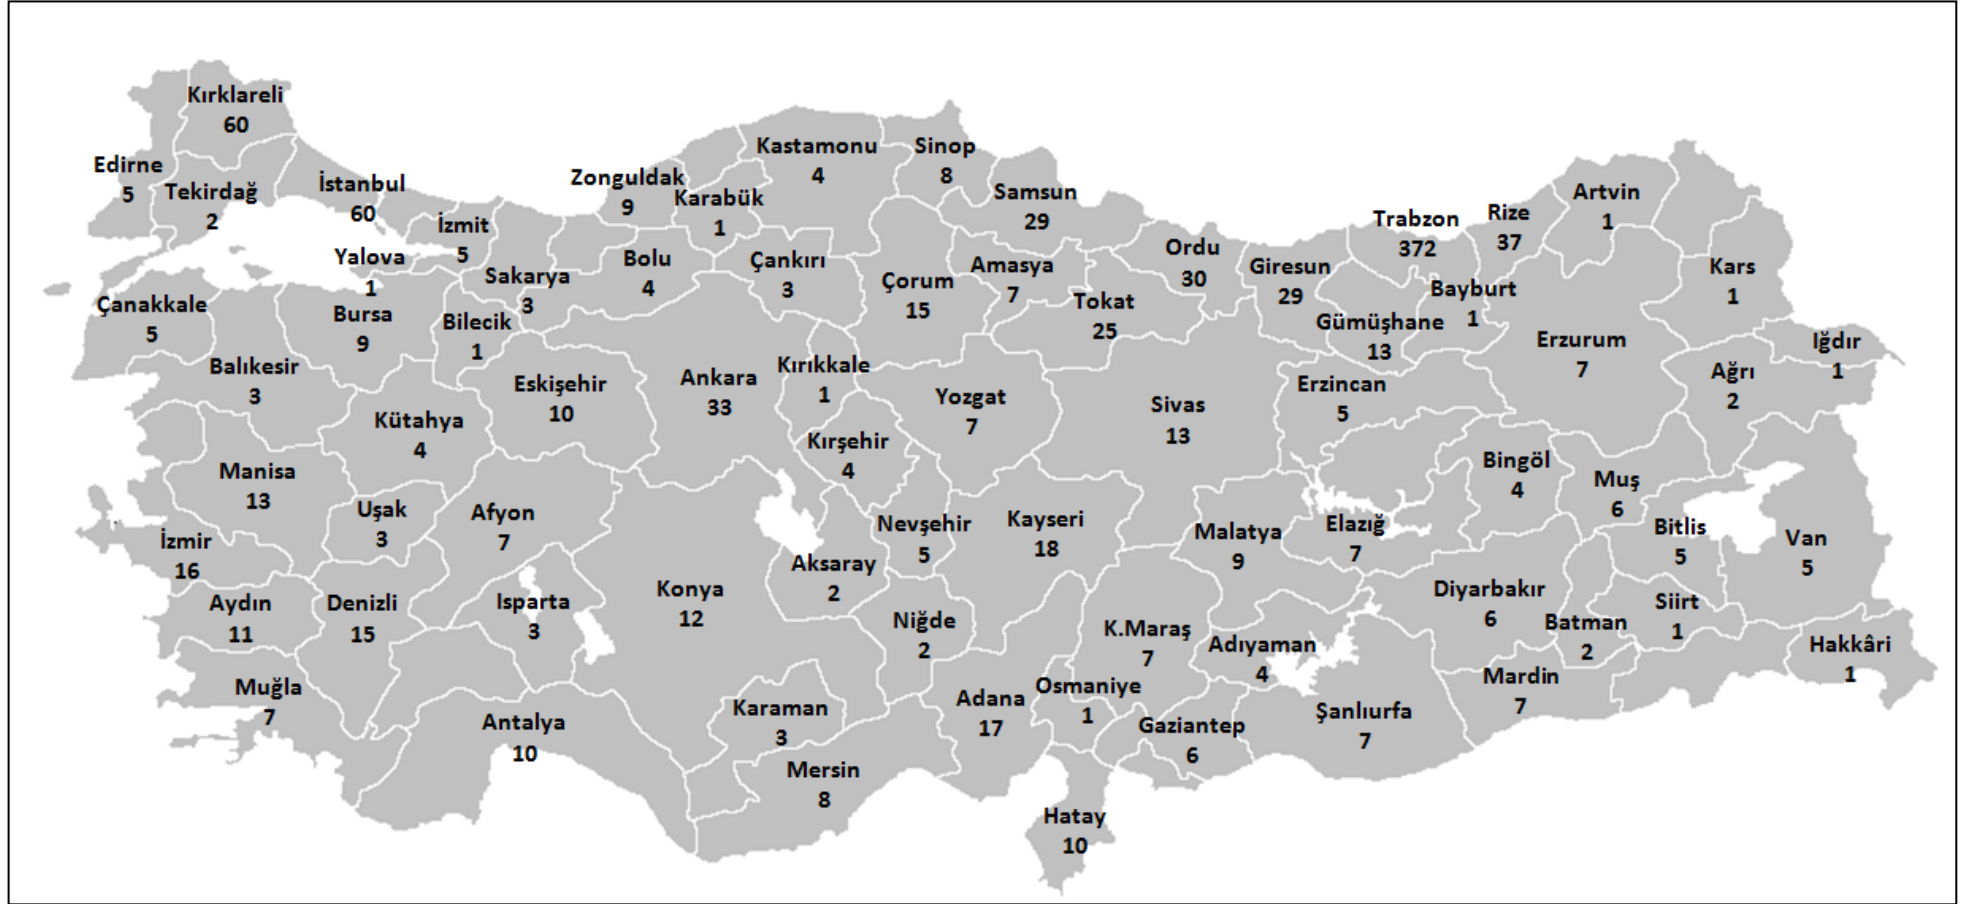 Kırklareli
60
Edirne
5
Tekirdağ
2
İstanbul
60
İzmit
5
Yalova
1
Sakarya
3
Zonguldak
9
Karabük
1
Kastamonu
4
Sinop
8
Samsun
29
Bolu
4
Çankırı
3
Çorum
15
Amasya
7
Tokat
25
Ordu
30
Giresun
29
Trabzon
372
Rize
37
Artvin
1
Gümüşhane
13
Bayburt
1
Kars
1
Iğdır
1
Çanakkale
5
Bursa
9
Bilecik
1
Balıkesir
3
Kütahya
4
Eskişehir
10
Ankara
33
Kırıkkale
1
Kırşehir
4
Yozgat
7
Sivas
13
Erzincan
5
Erzurum
7
Ağrı
2
Manisa
13
Uşak
3
Afyon
7
İzmir
16
Aydın
11
Denizli
15
Isparta
3
Konya
12
Aksaray
2
Nevşehir
5
Kayseri
18
Niğde
2
Malatya
9
Elazığ
7
Bingöl
4
Muş
6
Bitlis
5
Van
5
Diyarbakır
6
Batman
2
Siirt
1
Hakkâri
1
Muğla
7
Antalya
10
Karaman
3
Mersin
8
Adana
17
Osmaniye
1
K.Maraş
7
Adıyaman
4
Gaziantep
6
Şanlıurfa
7
Mardin
7
Hatay
10